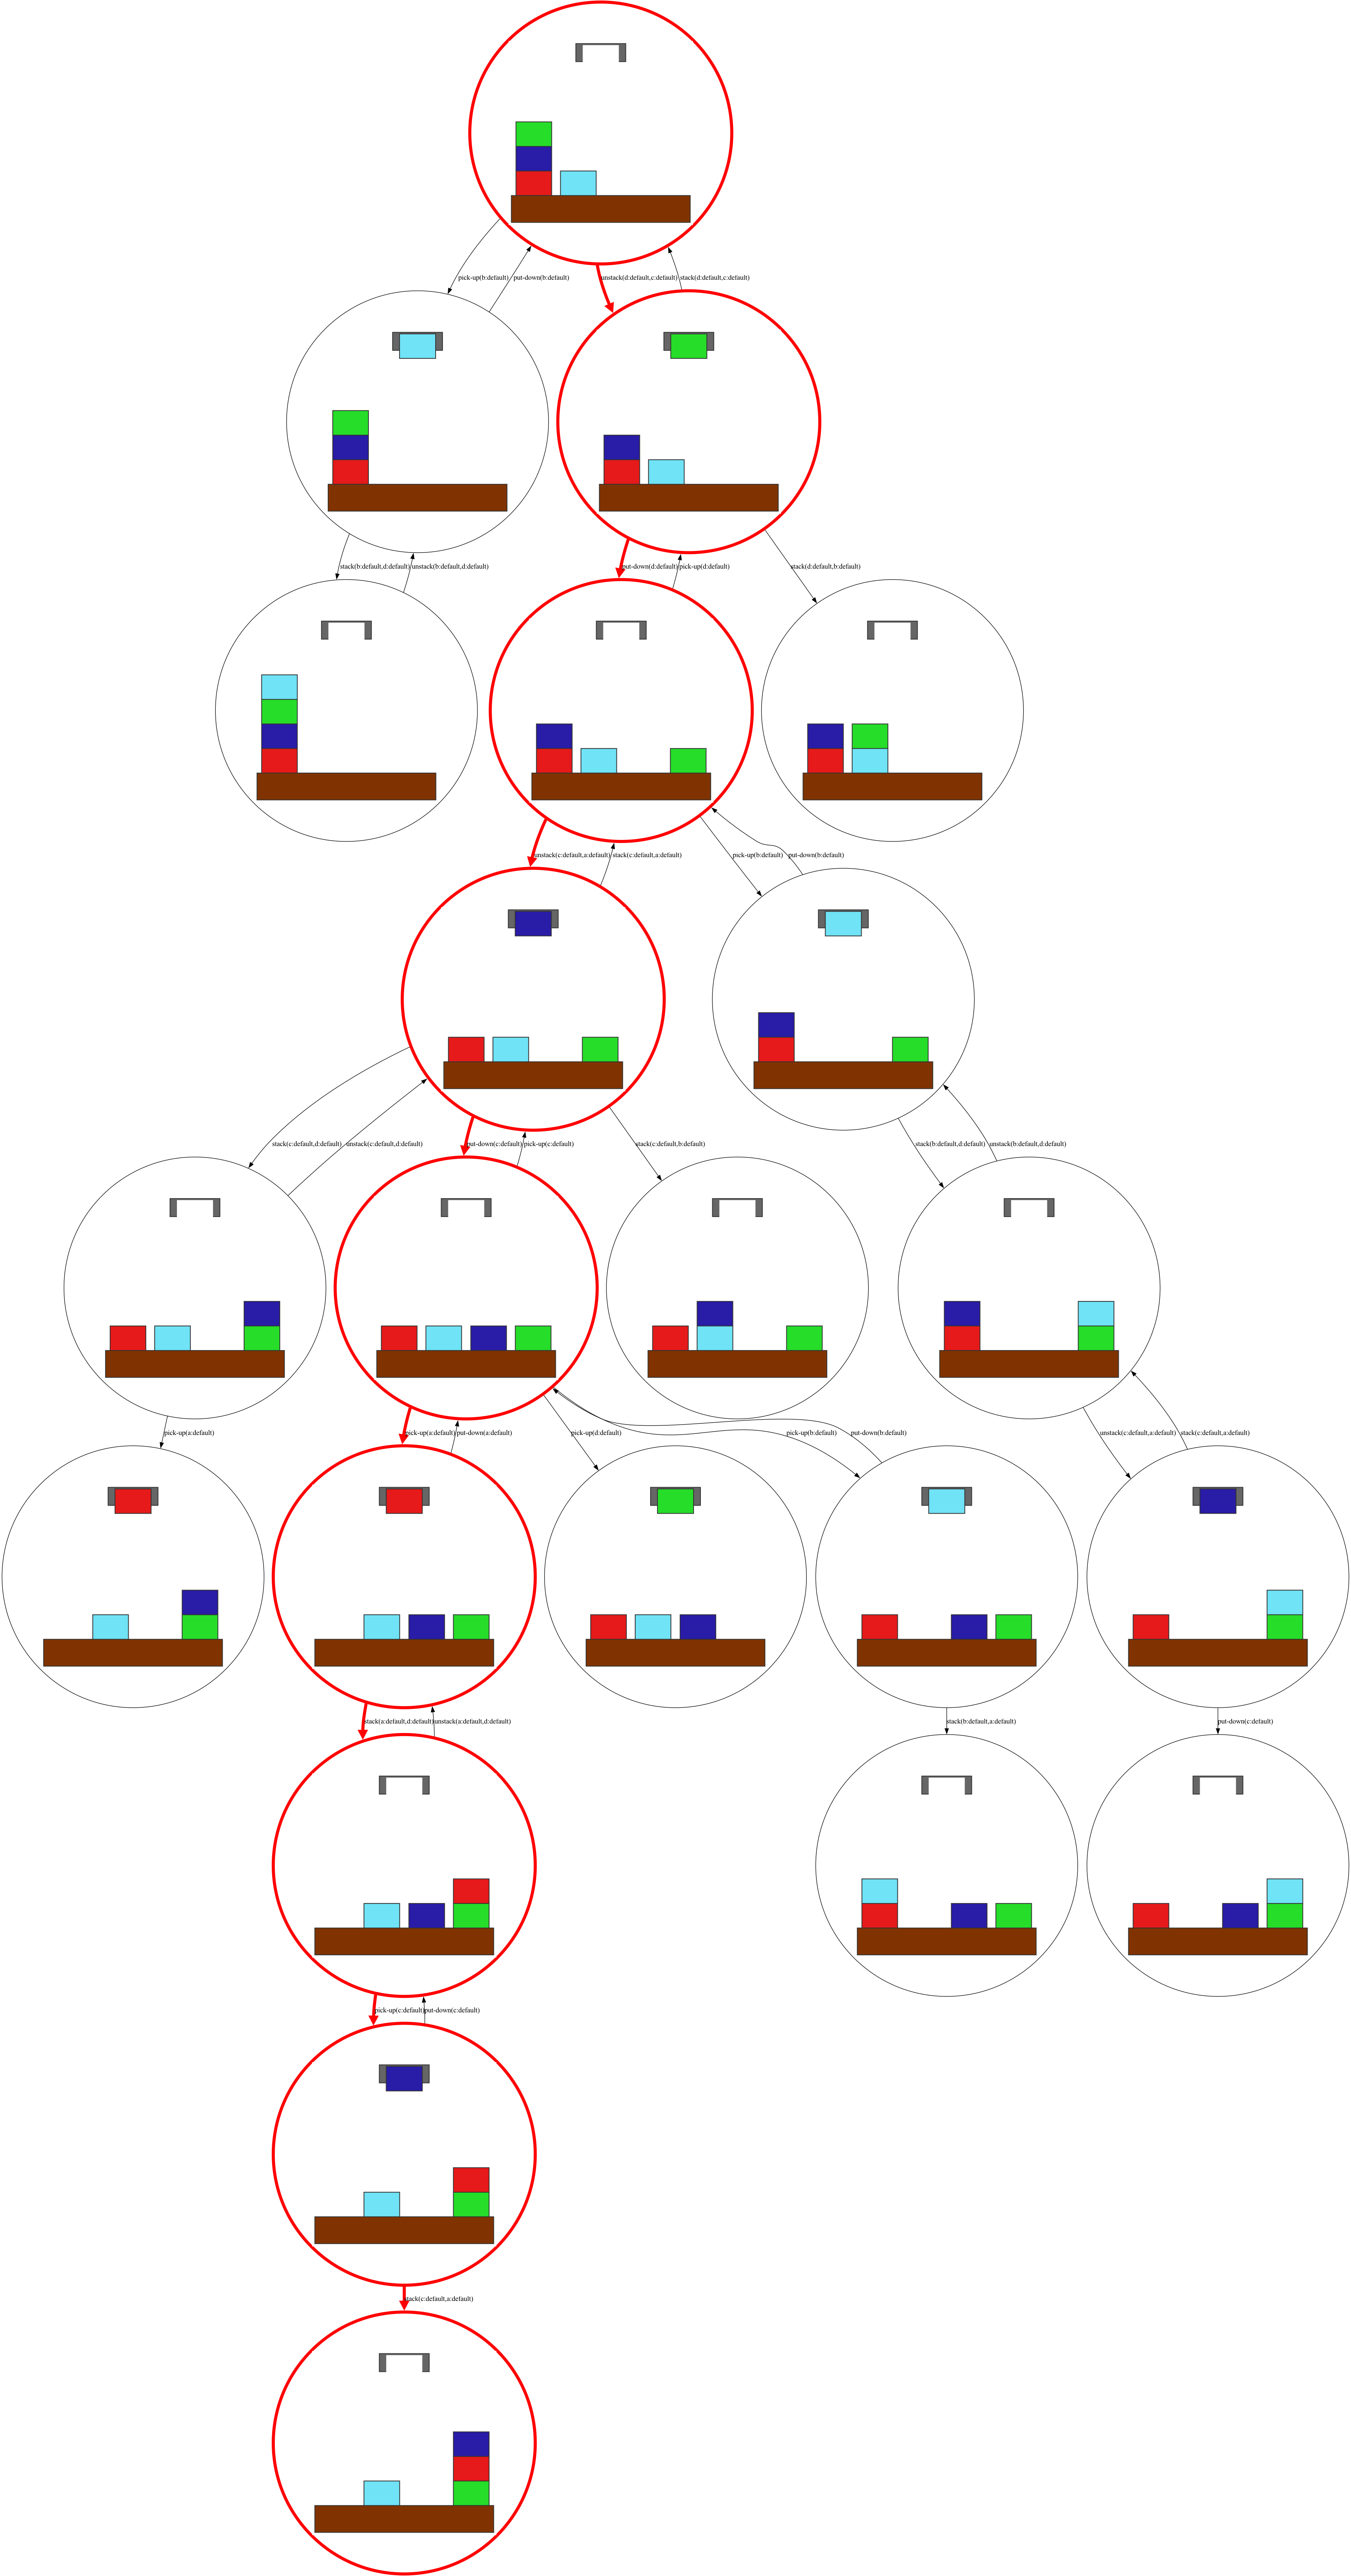 pick-up(b:default)
put-down(b:default)
unstack(d:default,c:default)
stack(d:default,c:default)
stack(b:default,d:default)
unstack(b:default,d:default)
put-down(d:default)
pick-up(d:default)
stack(d:default,b:default)
unstack(c:default,a:default)
stack(c:default,a:default)
pick-up(b:default)
put-down(b:default)
stack(c:default,d:default)
unstack(c:default,d:default)
put-down(c:default)
pick-up(c:default)
stack(c:default,b:default)
stack(b:default,d:default)
unstack(b:default,d:default)
pick-up(a:default)
pick-up(a:default)
put-down(a:default)
pick-up(d:default)
pick-up(b:default)
put-down(b:default)
unstack(c:default,a:default)
stack(c:default,a:default)
stack(a:default,d:default)
unstack(a:default,d:default)
stack(b:default,a:default)
put-down(c:default)
pick-up(c:default)
put-down(c:default)
stack(c:default,a:default)